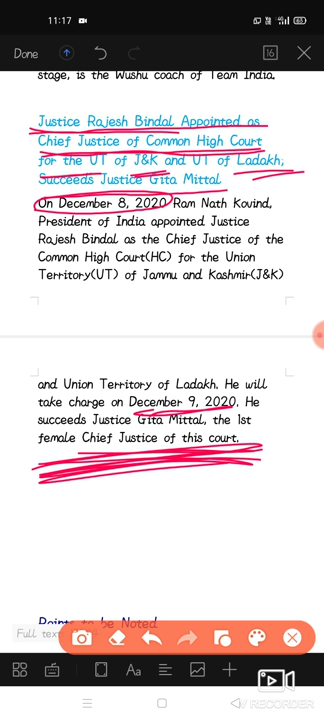 11:17
63
Done
16
stage, is the Wushu coach of Team India.
Justice Rajesh Bindal Appointed as
Chief Justice of Common High Court
for the UT of J&K and UT of Ladakh;
Succeeds Justice Gita Mittal
On December 8, 2020 Ram Nath Kovind,
President of India appointed Justice
Rajesh Bindal as the Chief Justice of the
Common High Court(HC) for the Union
Territory(UT) of Jammu and Kashmir(J&K)
and Union Territory of Ladakh. He will
take charge on December 9, 2020. He
succeeds Justice Gita Mittal, the 1st
female Chief Justice of this court.
Points to be Noted
Full tex
Aa
RECORDER